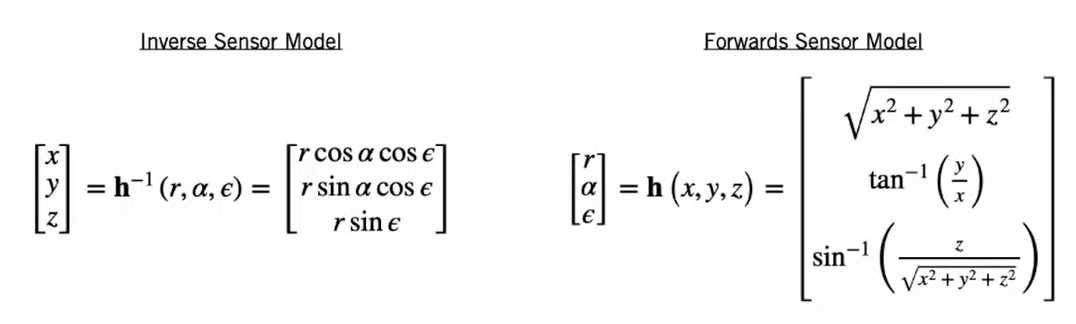 Inverse Sensor Model
Forwards Sensor Model
[x y z] = h⁻¹ (r, α, ϵ) = [r cos α cos ϵ
r sin α cos ϵ
r sin ϵ]
[r α ϵ] = h (x, y, z) = [√(x² + y² + z²)
tan⁻¹ (y/x)
sin⁻¹ (z/√(x² + y² + z²))]